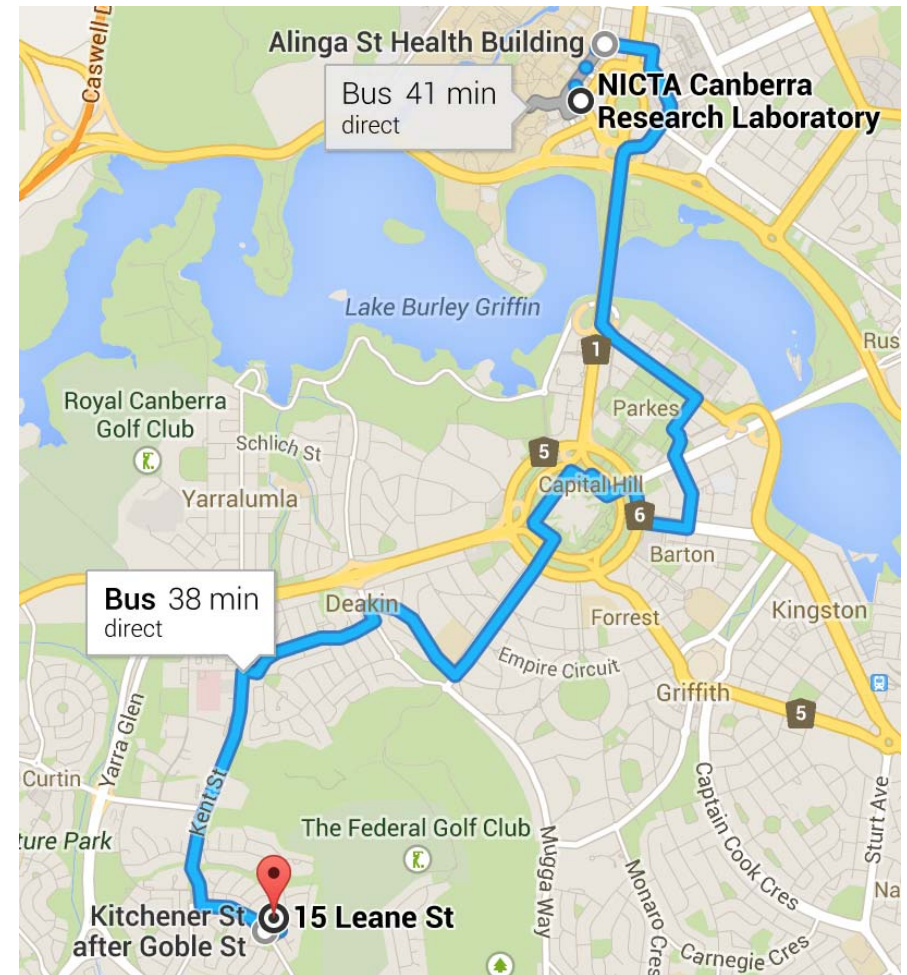 Caswell D
Alinga St Health Building
Bus 41 min
direct
NICTA Canberra
Research Laboratory
Lake Burley Griffin
1
Rus
Royal Canberra
Golf Club
Parkes
Schlich St
5
Capital Hill
Yarralumla
6
Barton
Bus 38 min
direct
Deakin
Forrest
Kingston
Empire Circuit
Griffith
5
Yarra Glen
Curtin
Kent St
Captain Cook Cres
Sturt Ave
The Federal Golf Club
ture Park
Mugga Way
Monaro Cres
Na
Kitchener St
after Goble St
15 Leane St
Carnegie Cres